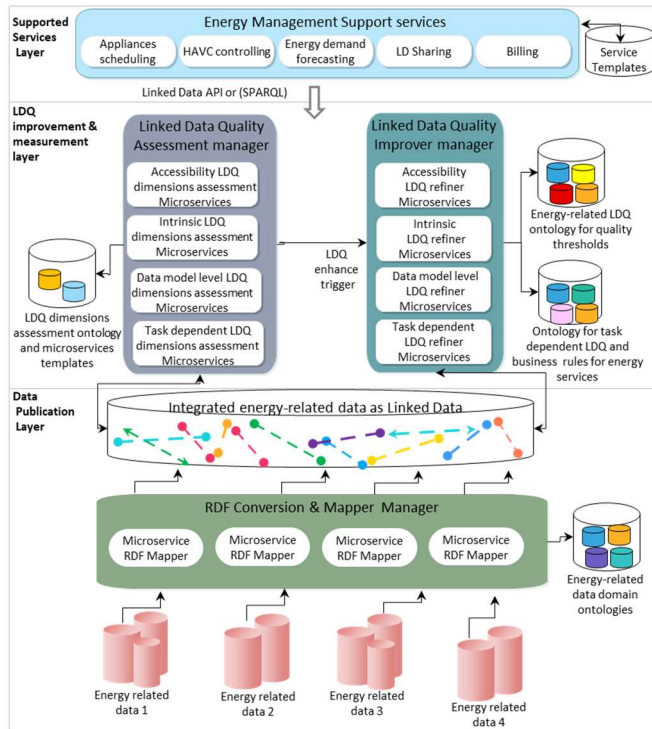 Supported
Services
Layer
Energy Management Support services
Appliances
scheduling
HAVC controlling
Energy demand
forecasting
LD Sharing
Billing
Service
Templates
Linked Data API or (SPARQL)
LDQ
improvement &
measurement
layer
Linked Data Quality
Assessment manager
Accessibility LDQ
dimensions assessment
Microservices
Intrinsic LDQ
dimensions assessment
Microservices
Data model level LDQ
dimensions assessment
Microservices
Task dependent LDQ
dimensions assessment
Microservices
LDQ dimensions
assessment ontology
and microservices
templates
LDQ
enhance
trigger
Linked Data Quality
Improver manager
Accessibility
LDQ refiner
Microservices
Intrinsic
LDQ refiner
Microservices
Data model level
LDQ refiner
Microservices
Task dependent
LDQ refiner
Microservices
Energy-related LDQ
ontology for quality
thresholds
Ontology for task
dependent LDQ and
business rules for energy
services
Data
Publication
Layer
Integrated energy-related data as Linked Data
RDF Conversion & Mapper Manager
Microservice
RDF Mapper
Microservice
RDF Mapper
Microservice
RDF Mapper
Microservice
RDF Mapper
Energy-related
data domain
ontologies
Energy related
data 1
Energy related
data 2
Energy related
data 3
Energy related
data 4